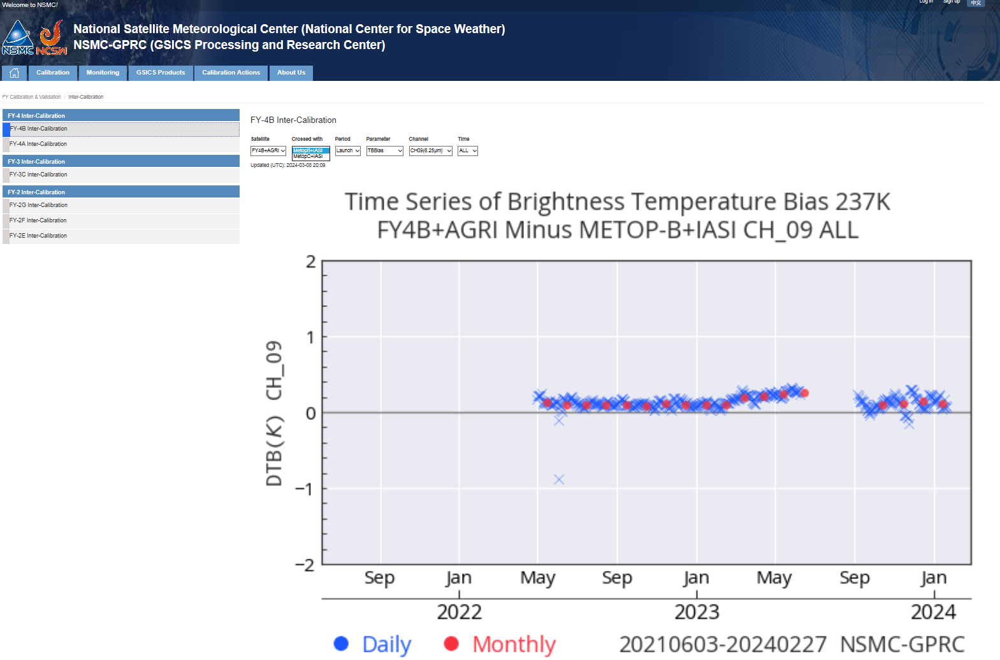 Welcome to NSMC!
Log in Sign up 中文
National Satellite Meteorological Center (National Center for Space Weather)
NSMC-GPRC (GSICS Processing and Research Center)
NSMC NCSW
Calibration Monitoring GSICS Products Calibration Actions About Us
FY Calibration & Validation / Inter-Calibration
FY-4 Inter-Calibration
FY-4B Inter-Calibration
FY-4A Inter-Calibration
FY-3 Inter-Calibration
FY-3C Inter-Calibration
FY-2 Inter-Calibration
FY-2G Inter-Calibration
FY-2F Inter-Calibration
FY-2E Inter-Calibration
FY-4B Inter-Calibration
Satellite Crossed with Period Parameter Channel Time
FY4B+AGRI MetopB+IASI Launch TBBias CH09(6.25μm) ALL
MetopC+IASI
Updated (UTC): 2024-03-08 20:09
Time Series of Brightness Temperature Bias 237K
FY4B+AGRI Minus METOP-B+IASI CH_09 ALL
DTB(K) CH_09
2
1
0
−1
−2
Sep Jan May Sep Jan May Sep Jan
2022 2023 2024
Daily Monthly 20210603-20240227 NSMC-GPRC